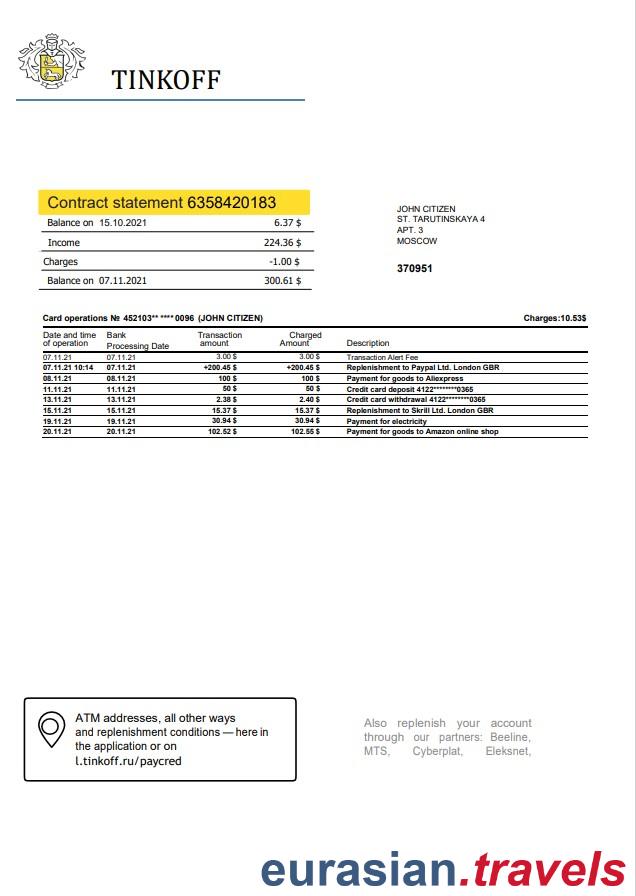 TINKOFF
Contract statement 6358420183
Balance on 15.10.2021 6.37 $
Income 224.36 $
Charges -1.00 $
Balance on 07.11.2021 300.61 $
JOHN CITIZEN
ST. TARUTINSKAYA 4
APT. 3
MOSCOW
370951
Card operations № 452103** **** 0096 (JOHN CITIZEN) Charges:10.53$
Date and time of operation Bank Processing Date Transaction amount Charged Amount Description
07.11.21 07.11.21 3.00 $ 3.00 $ Transaction Alert Fee
07.11.21 10:14 07.11.21 +200.45 $ +200.45 $ Replenishment to Paypal Ltd. London GBR
08.11.21 08.11.21 100 $ 100 $ Payment for goods to Aliexpress
11.11.21 11.11.21 50 $ 50 $ Credit card deposit 4122********0365
13.11.21 13.11.21 2.38 $ 2.40 $ Credit card withdrawal 4122********0365
15.11.21 15.11.21 15.37 $ 15.37 $ Replenishment to Skrill Ltd. London GBR
19.11.21 19.11.21 30.94 $ 30.94 $ Payment for electricity
20.11.21 20.11.21 102.52 $ 102.55 $ Payment for goods to Amazon online shop
ATM addresses, all other ways
and replenishment conditions — here in
the application or on
l.tinkoff.ru/paycred
Also replenish your account
through our partners: Beeline,
MTS, Cyberplat, Eleksnet,
eurasian.travels